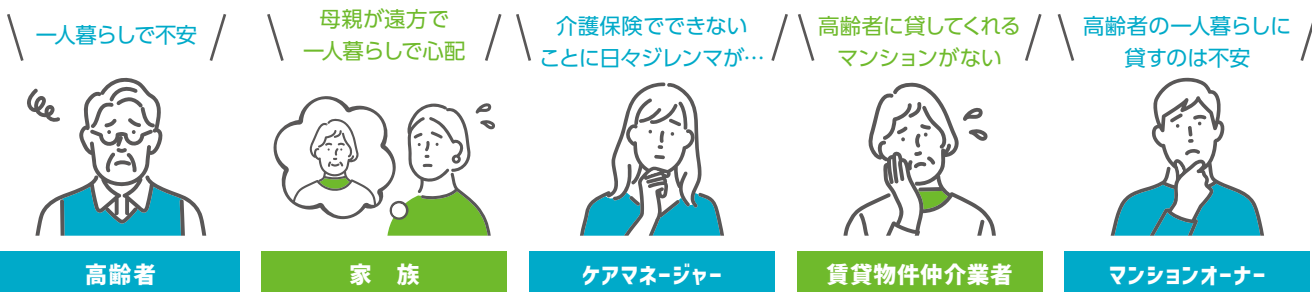 一人暮らしで不安
母親が遠方で
一人暮らしで心配
介護保険でできない
ことに日々ジレンマが…
高齢者に貸してくれる
マンションがない
高齢者の一人暮らしに
貸すのは不安
高齢者
家　族
ケアマネージャー
賃貸物件仲介業者
マンションオーナー